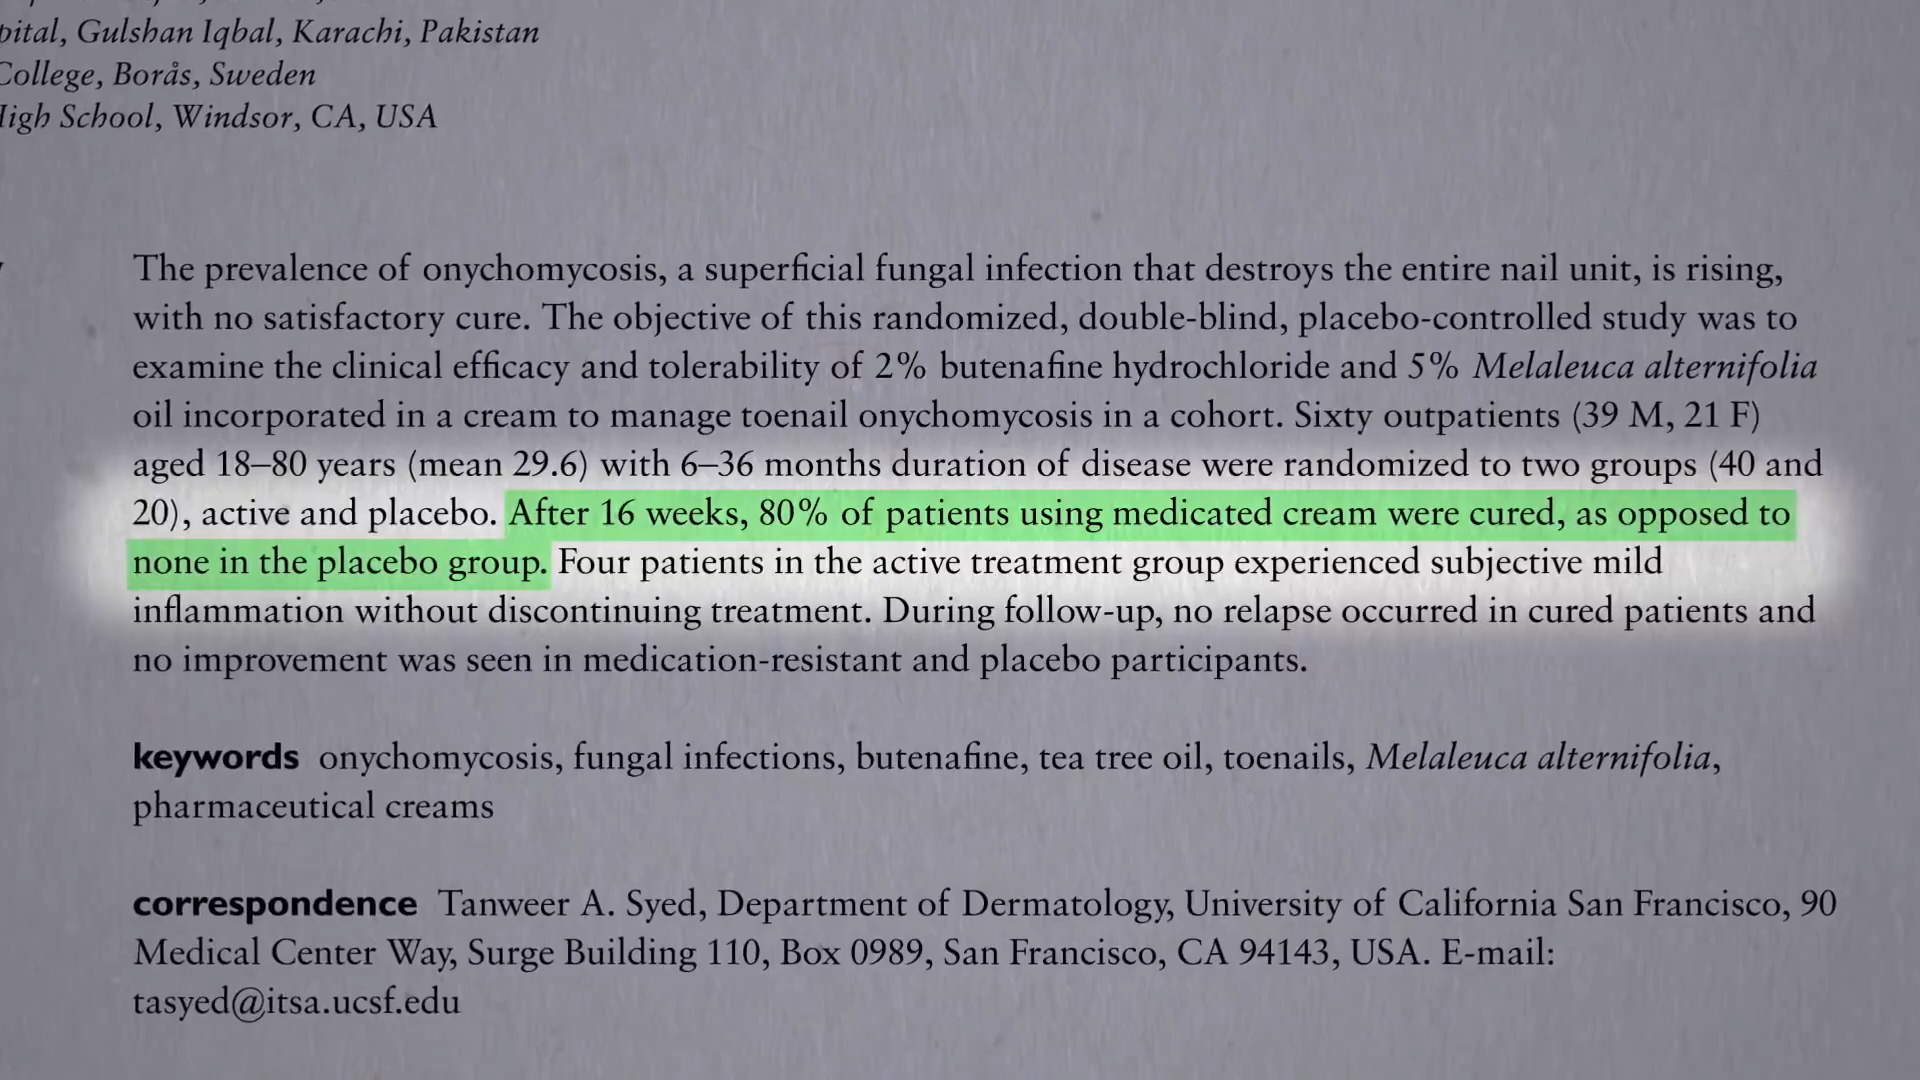 Gulshan Iqbal, Karachi, Pakistan
College, Borås, Sweden
High School, Windsor, CA, USA
The prevalence of onychomycosis, a superficial fungal infection that destroys the entire nail unit, is rising,
with no satisfactory cure. The objective of this randomized, double-blind, placebo-controlled study was to
examine the clinical efficacy and tolerability of 2% butenafine hydrochloride and 5% Melaleuca alternifolia
oil incorporated in a cream to manage toenail onychomycosis in a cohort. Sixty outpatients (39 M, 21 F)
aged 18–80 years (mean 29.6) with 6–36 months duration of disease were randomized to two groups (40 and
20), active and placebo. After 16 weeks, 80% of patients using medicated cream were cured, as opposed to
none in the placebo group. Four patients in the active treatment group experienced subjective mild
inflammation without discontinuing treatment. During follow-up, no relapse occurred in cured patients and
no improvement was seen in medication-resistant and placebo participants.
keywords onychomycosis, fungal infections, butenafine, tea tree oil, toenails, Melaleuca alternifolia,
pharmaceutical creams
correspondence Tanweer A. Syed, Department of Dermatology, University of California San Francisco, 90
Medical Center Way, Surge Building 110, Box 0989, San Francisco, CA 94143, USA. E-mail:
tasyed@itsa.ucsf.edu